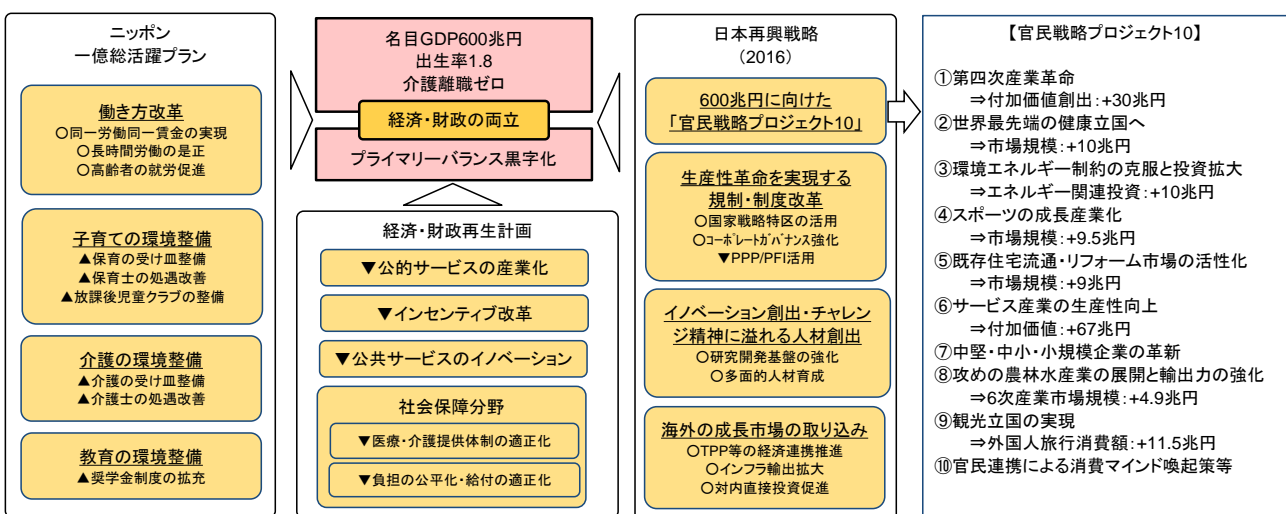 ニッポン
一億総活躍プラン
働き方改革
○同一労働同一賃金の実現
○長時間労働の是正
○高齢者の就労促進
子育ての環境整備
▲保育の受け皿整備
▲保育士の処遇改善
▲放課後児童クラブの整備
介護の環境整備
▲介護の受け皿整備
▲介護士の処遇改善
教育の環境整備
▲奨学金制度の拡充
名目GDP600兆円
出生率1.8
介護離職ゼロ
経済・財政の両立
プライマリーバランス黒字化
経済・財政再生計画
▼公的サービスの産業化
▼インセンティブ改革
▼公共サービスのイノベーション
社会保障分野
▼医療・介護提供体制の適正化
▼負担の公平化・給付の適正化
日本再興戦略
(2016)
600兆円に向けた
「官民戦略プロジェクト10」
生産性革命を実現する
規制・制度改革
○国家戦略特区の活用
○ｺｰﾎﾟﾚｰﾄｶﾞﾊﾞﾅﾝｽ強化
▼PPP/PFI活用
イノベーション創出・チャレン
ジ精神に溢れる人材創出
○研究開発基盤の強化
○多面的人材育成
海外の成長市場の取り込み
○TPP等の経済連携推進
○インフラ輸出拡大
○対内直接投資促進
【官民戦略プロジェクト10】
①第四次産業革命
⇒付加価値創出：+30兆円
②世界最先端の健康立国へ
⇒市場規模：+10兆円
③環境エネルギー制約の克服と投資拡大
⇒エネルギー関連投資：+10兆円
④スポーツの成長産業化
⇒市場規模：+9.5兆円
⑤既存住宅流通・リフォーム市場の活性化
⇒市場規模：+9兆円
⑥サービス産業の生産性向上
⇒付加価値：+67兆円
⑦中堅・中小・小規模企業の革新
⑧攻めの農林水産業の展開と輸出力の強化
⇒6次産業市場規模：+4.9兆円
⑨観光立国の実現
⇒外国人旅行消費額：+11.5兆円
⑩官民連携による消費マインド喚起策等